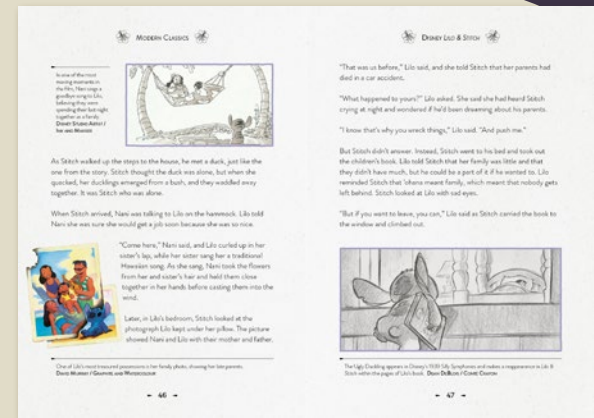 MODERN CLASSICS
In one of the most
moving moments in
the film, Nani sings a
goodbye song to Lilo,
believing they were
spending their last night
together as a family.
DISNEY STUDIO ARTIST /
INK AND MARKER
As Stitch walked up the steps to the house, he met a duck, just like the
one from the story. Stitch thought the duck was alone, but when she
quacked, her ducklings emerged from a bush, and they waddled away
together. It was Stitch who was alone.
When Stitch arrived, Nani was talking to Lilo on the hammock. Lilo told
Nani she was sure she would get a job soon because she was so nice.
"Come here," Nani said, and Lilo curled up in her
sister's lap, while her sister sang her a traditional
Hawaiian song. As she sang, Nani took the flowers
from her and sister's hair and held them close
together in her hands before casting them into the
wind.
Later, in Lilo's bedroom, Stitch looked at the
photograph Lilo kept under her pillow. The picture
showed Nani and Lilo with their mother and father.
One of Lilo's most treasured possessions is her family photo, showing her late parents.
46
DISNEY LILO & STITCH
"That was us before," Lilo said, and she told Stitch that her parents had
died in a car accident.
"What happened to yours?" Lilo asked. She said she had heard Stitch
crying at night and wondered if he'd been dreaming about his parents.
"I know that's why you wreck things," Lilo said. "And push me."
But Stitch didn't answer. Instead, Stitch went to his bed and took out
the children's book. Lilo told Stitch that her family was little and that
they didn't have much, but he could be a part of it if he wanted to. Lilo
reminded Stitch that 'ohana meant family, which meant that nobody gets
left behind. Stitch looked at Lilo with sad eyes.
"But if you want to leave, you can," Lilo said as Stitch carried the book to
the window and climbed out.
The Ugly Duckling appears in Disney's 1939 Silly Symphonies and makes a reappearance in Lilo &
Stitch within the pages of Lilo's book. DEAN DEBLOIS /
47